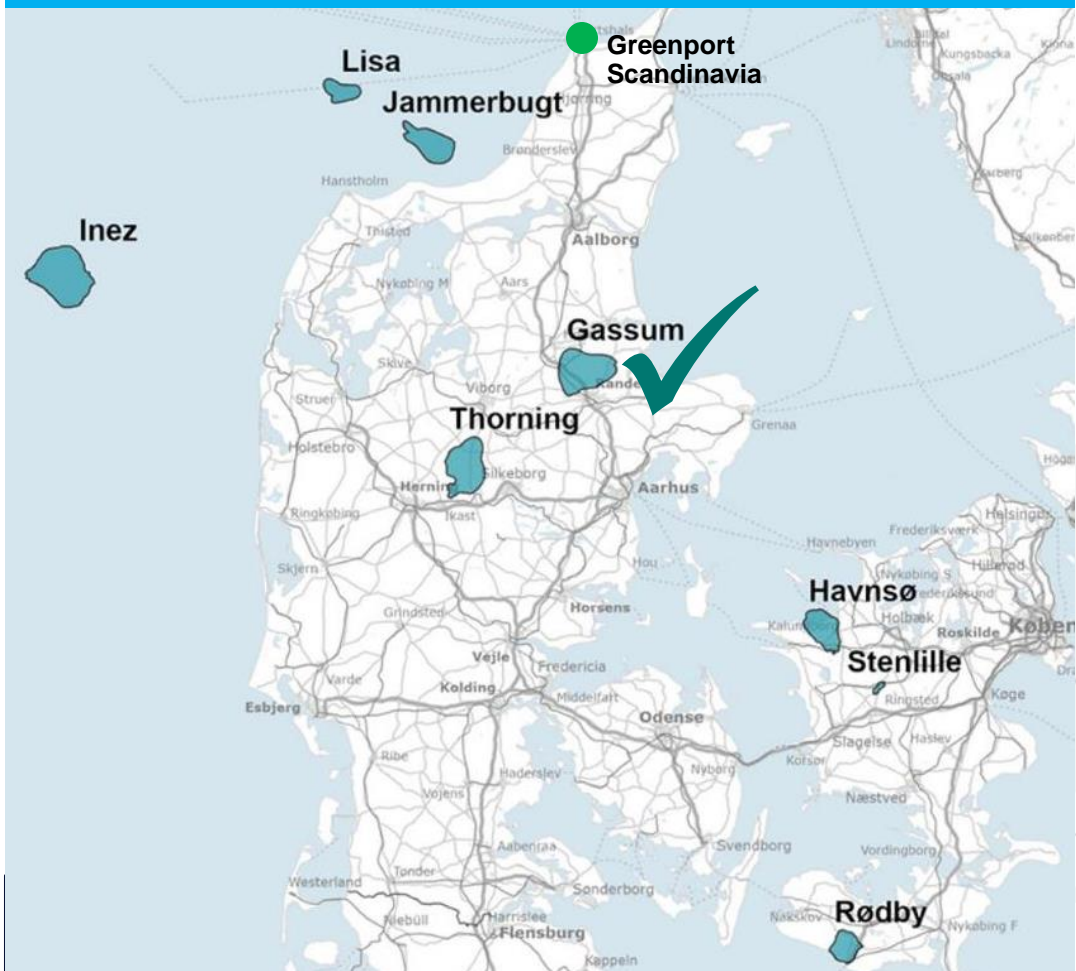 Greenport
Scandinavia
Lisa
Jammerbugt
Brønderslev
Hanstholm
Inez
Thisted
Aalborg
Nykøbing M
Aars
Gassum
Skive
Viborg
Struer
Thorning
Grenaa
Holstebro
Silkeborg
Aarhus
Ikast
Ringkøbing
Kungsbacka
Havnebyen
Frederiksværk
Skjern
Hou
Nykøbing S
Hillerød
Havnsø
Grindsted
Horsens
Holbæk
Roskilde
Vejle
Fredericia
Stenlille
Varde
Kolding
Middelfart
Ringsted
Køge
Esbjerg
Odense
Slagelse
Haslev
Ribe
Nyborg
Korsør
Haderslev
Vojens
Næstved
Aabenraa
Svendborg
Vordingborg
Westerland
Tønder
Sønderborg
Rødby
Niebüll
Harrislee
Nakskov
Nykøbing F
Flensburg
Kappeln